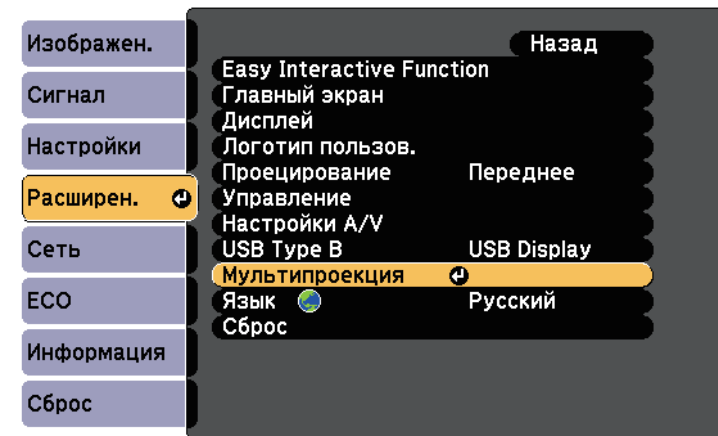 Изображен.
Сигнал
Настройки
Расширен.
Сеть
ECO
Информация
Сброс
Назад
Easy Interactive Function
Главный экран
Дисплей
Логотип пользов.
Проецирование Переднее
Управление
Настройки A/V
USB Type B USB Display
Мультипроекция
Язык Русский
Сброс